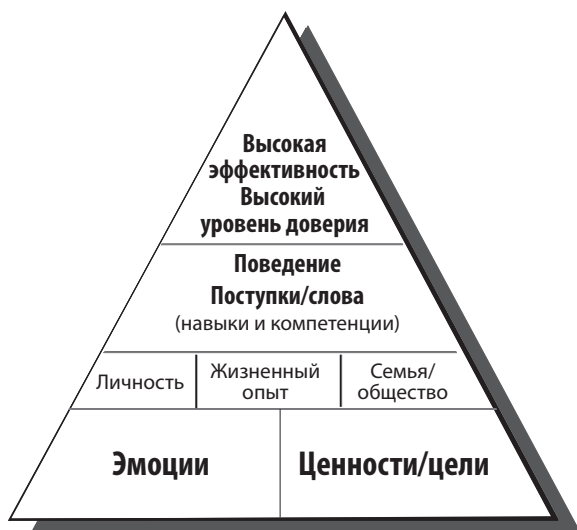 Высокая
эффективность
Высокий
уровень доверия
Поведение
Поступки/слова
(навыки и компетенции)
Личность
Жизненный
опыт
Семья/
общество
Эмоции
Ценности/цели